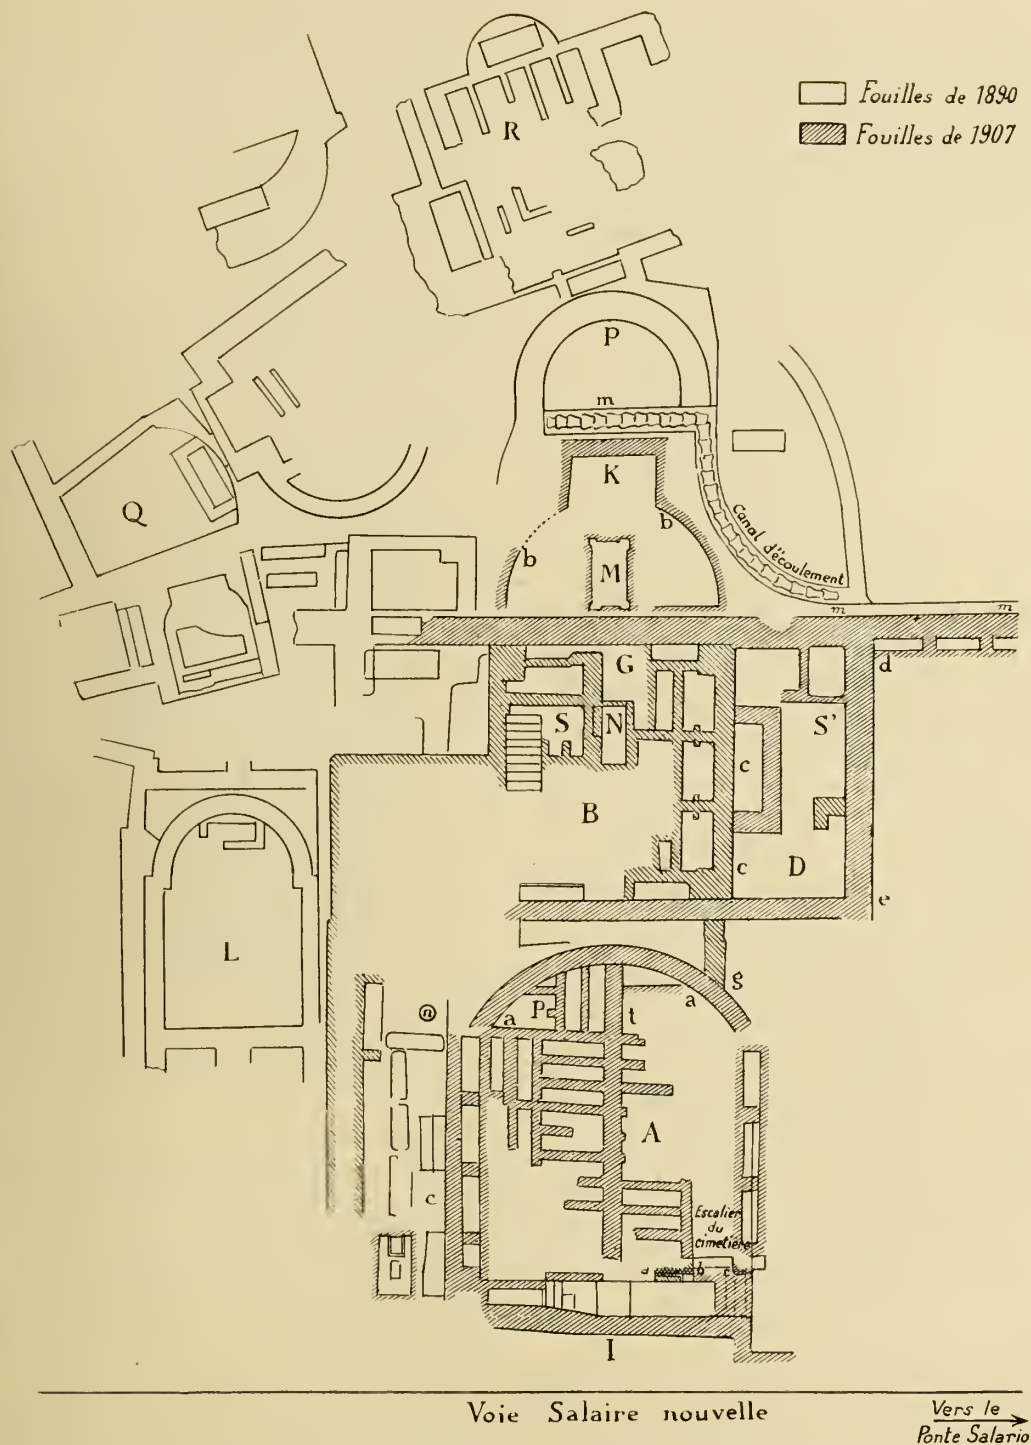 Fouilles de 1890
Fouilles de 1907
R
P
m
K
Q
b
b
Canal d'écoulement
M
m
m
G
d
S
N
S'
c
B
c
D
e
L
g
n
a
P
t
a
A
c
Escalier
du
cimetière
a
b
c
I
Voie Salaire nouvelle
Vers le
Ponte Salario